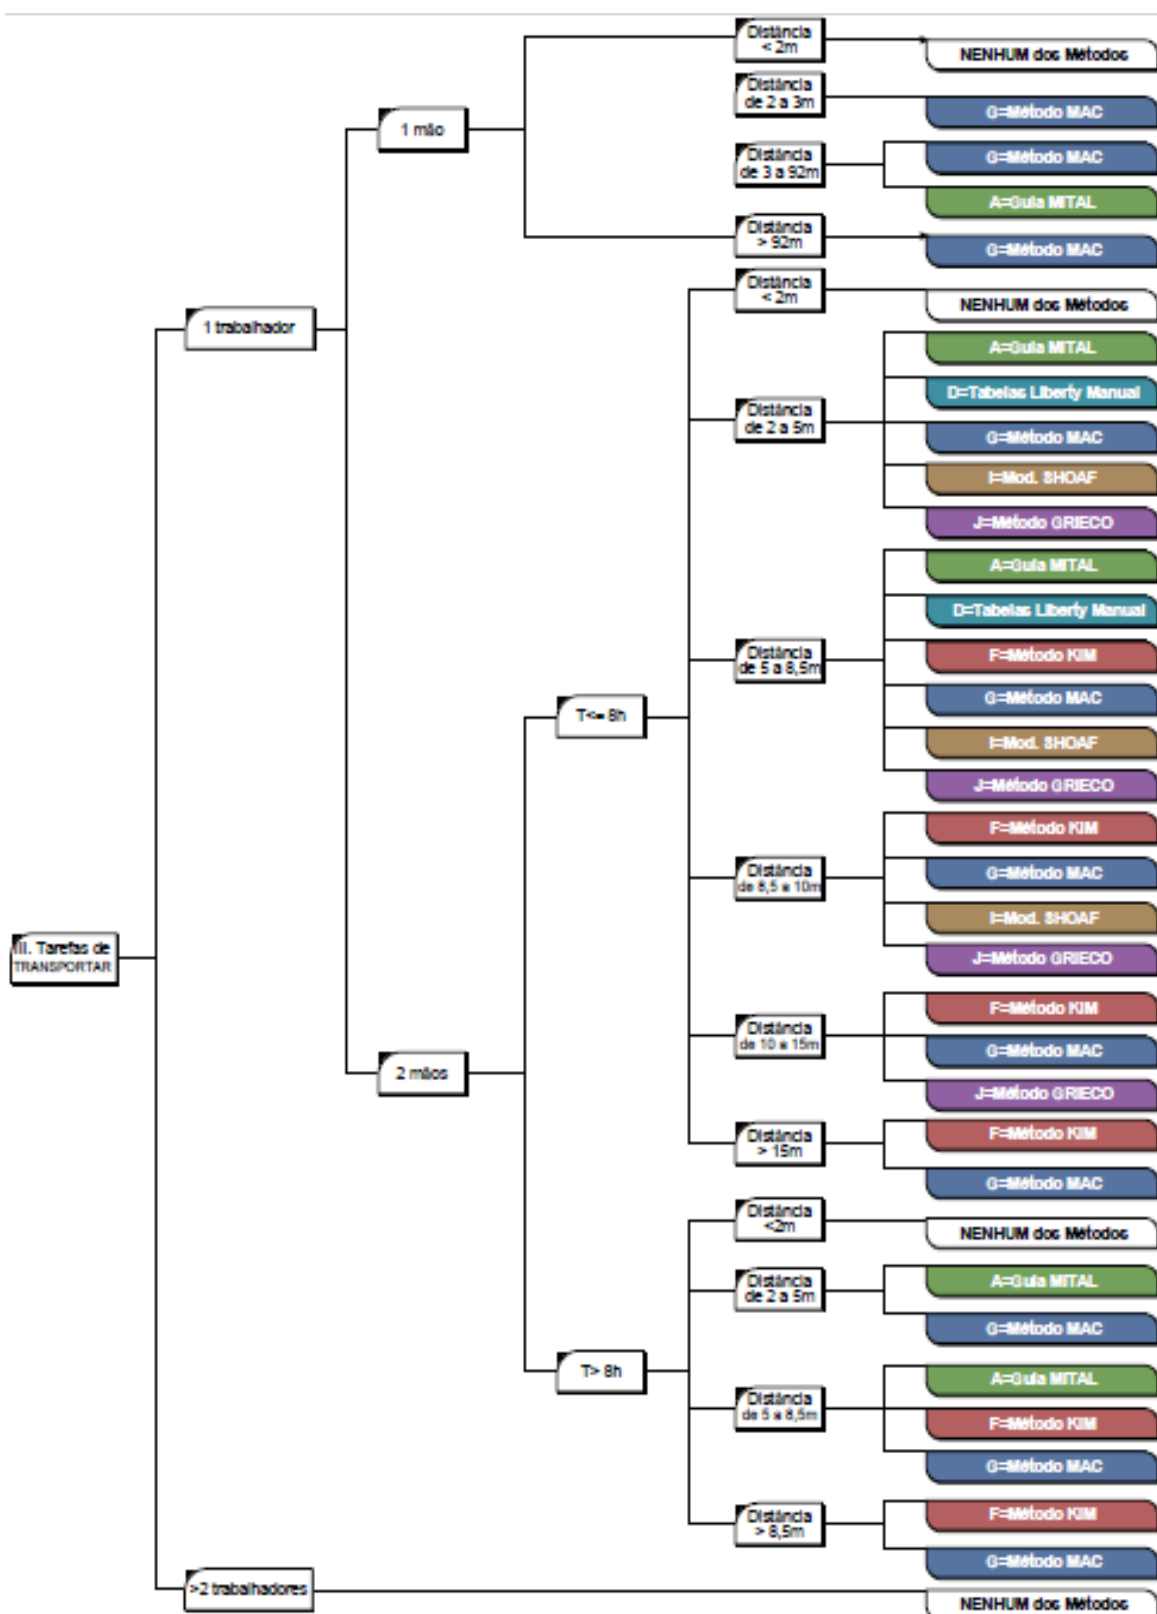 Distância
< 2m
NENHUM dos Métodos
Distância
de 2 a 3m
G=Método MAC
1 mão
Distância
de 3 a 92m
G=Método MAC
A=Guia MITAL
Distância
> 92m
G=Método MAC
1 trabalhador
Distância
< 2m
NENHUM dos Métodos
Distância
de 2 a 5m
A=Guia MITAL
D=Tabelas Liberty Manual
G=Método MAC
I=Mod. SHOAF
J=Método GRIECO
Distância
de 5 a 8,5m
A=Guia MITAL
D=Tabelas Liberty Manual
F=Método KIM
G=Método MAC
I=Mod. SHOAF
J=Método GRIECO
T<= 8h
Distância
de 8,5 a 10m
F=Método KIM
G=Método MAC
I=Mod. SHOAF
J=Método GRIECO
III. Tarefas de
TRANSPORTAR
Distância
de 10 a 15m
F=Método KIM
G=Método MAC
J=Método GRIECO
2 mãos
Distância
> 15m
F=Método KIM
G=Método MAC
Distância
<2m
NENHUM dos Métodos
Distância
de 2 a 5m
A=Guia MITAL
G=Método MAC
T> 8h
Distância
de 5 a 8,5m
A=Guia MITAL
F=Método KIM
G=Método MAC
Distância
> 8,5m
F=Método KIM
G=Método MAC
>2 trabalhadores
NENHUM dos Métodos